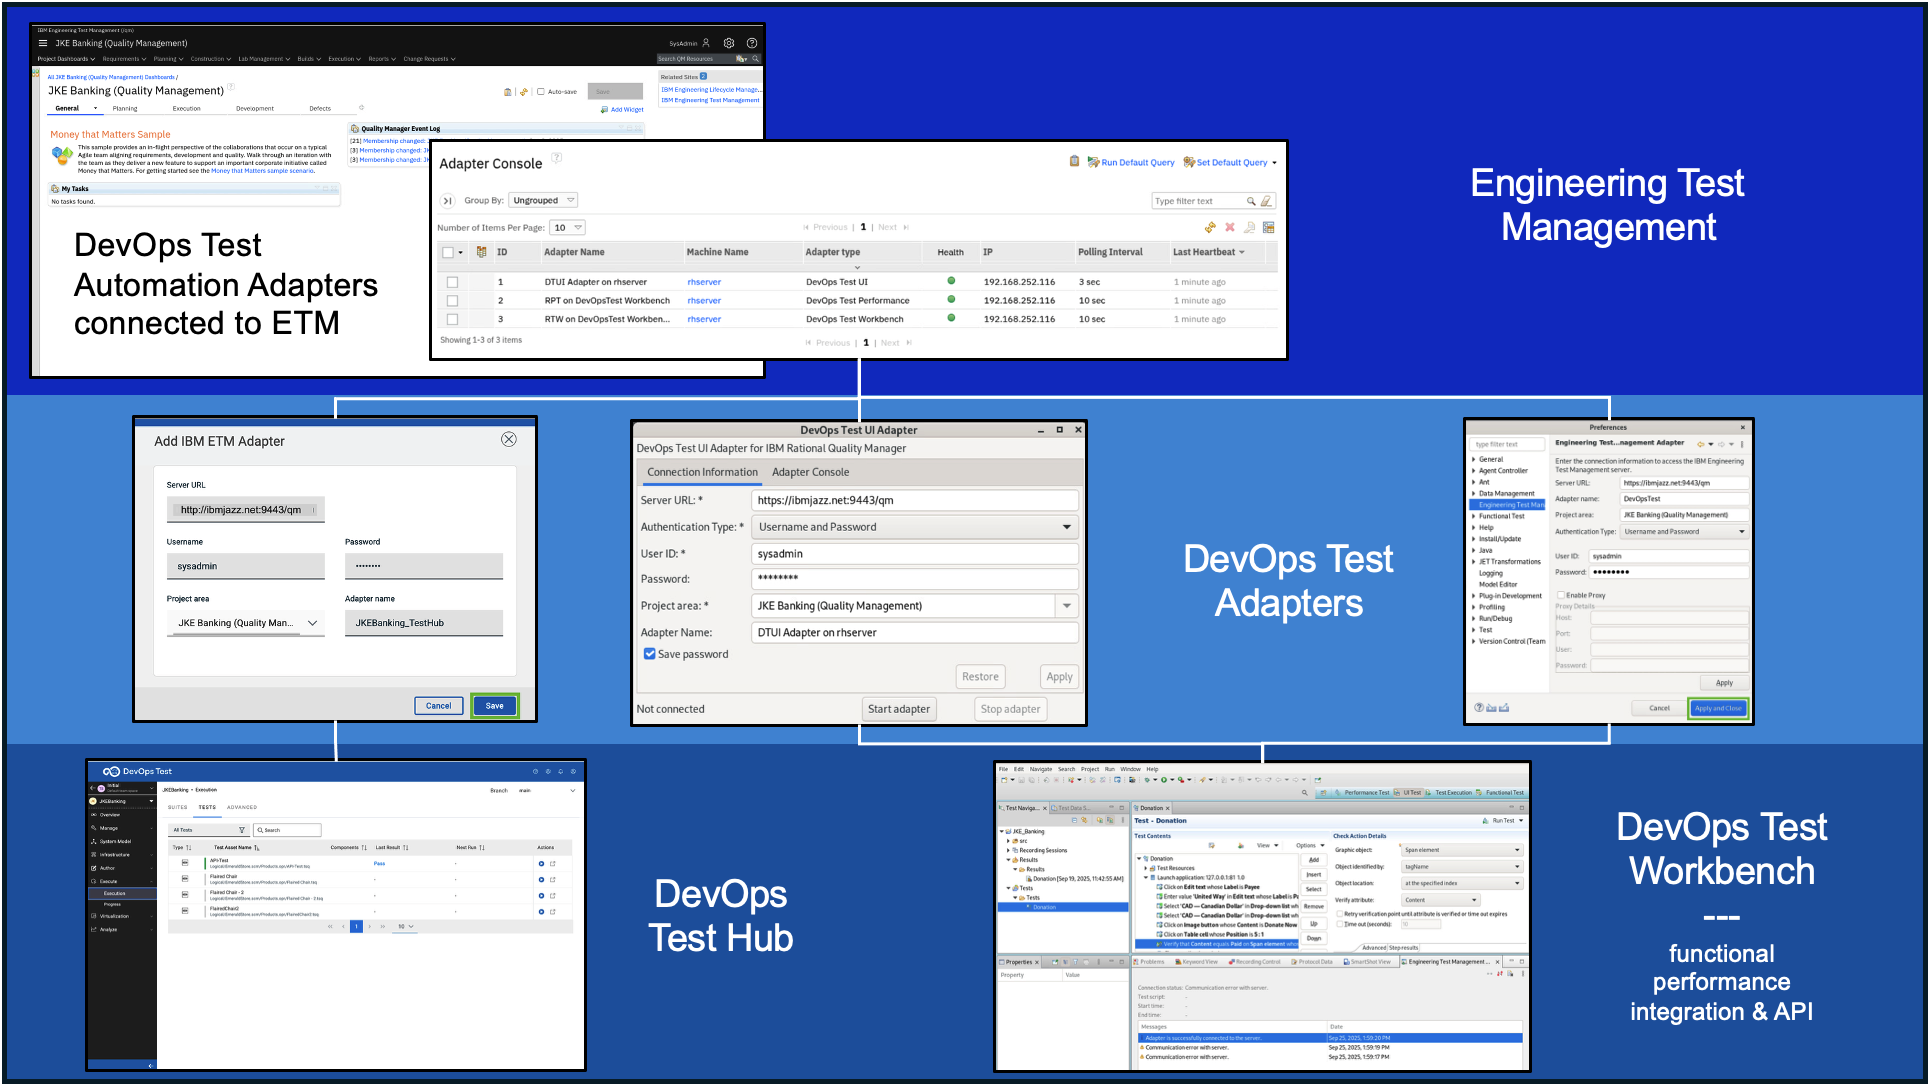 IBM Engineering Test Management (/qm)
JKE Banking (Quality Management)
SysAdmin
Project Dashboards Requirements Planning Construction Lab Management Builds Execution Reports Change Requests
Search QM Resources
All JKE Banking (Quality Management) Dashboards /
JKE Banking (Quality Management)
Auto-save
Save
Related Sites
IBM Engineering Lifecycle Manage...
IBM Engineering Test Management
General Planning Execution Development Defects
Add Widget
Money that Matters Sample
This sample provides an in-flight perspective of the collaborations that occur on a typical
Agile team aligning requirements, development and quality. Walk through an iteration with
the team as they deliver a new feature to support an important corporate initiative called
Money that Matters. For getting started see the Money that Matters sample scenario.
My Tasks
No tasks found.
Quality Manager Event Log
[21] Membership changed:
[3] Membership changed: JK
[3] Membership changed: JK
DevOps Test
Automation Adapters
connected to ETM
Adapter Console
Run Default Query Set Default Query
Group By: Ungrouped
Type filter text
Number of Items Per Page: 10
Previous | 1 | Next
ID Adapter Name Machine Name Adapter type Health IP Polling Interval Last Heartbeat
1 DTUI Adapter on rhserver rhserver DevOps Test UI 192.168.252.116 3 sec 1 minute ago
2 RPT on DevOpsTest Workbench rhserver DevOps Test Performance 192.168.252.116 10 sec 1 minute ago
3 RTW on DevOpsTest Workben... rhserver DevOps Test Workbench 192.168.252.116 10 sec 1 minute ago
Showing 1-3 of 3 items
Previous | 1 | Next
Engineering Test
Management
Add IBM ETM Adapter
Server URL
http://ibmjazz.net:9443/qm
Username Password
sysadmin ••••••••
Project area Adapter name
JKE Banking (Quality Man... JKEBanking_TestHub
Cancel Save
DevOps Test UI Adapter
DevOps Test UI Adapter for IBM Rational Quality Manager
Connection Information Adapter Console
Server URL: * https://ibmjazz.net:9443/qm
Authentication Type: * Username and Password
User ID: * sysadmin
Password: ********
Project area: * JKE Banking (Quality Management)
Adapter Name: DTUI Adapter on rhserver
Save password
Restore Apply
Not connected Start adapter Stop adapter
DevOps Test
Adapters
Preferences
type filter text
General
Agent Controller
Ant
Data Management
Engineering Test Man
Functional Test
Help
Install/Update
Java
JET Transformations
Logging
Model Editor
Plug-in Development
Profiling
Run/Debug
Test
Version Control (Team
Engineering Test...nagement Adapter
Enter the connection information to access the IBM Engineering
Test Management server.
Server URL: https://ibmjazz.net:9443/qm
Adapter name: DevOpsTest
Project area: JKE Banking (Quality Management)
Authentication Type: Username and Password
User ID: sysadmin
Password: ••••••••
Enable Proxy
Proxy Details
Host:
Port:
User:
Password:
Apply
Cancel Apply and Close
DevOps Test
Initial
JKEBanking
Overview
Manage
System Model
Infrastructure
Author
Execute
Execution
Progress
Virtualization
Analyze
JKEBanking • Execution
Branch main
SUITES TESTS ADVANCED
All Tests Search
Type Test Asset Name Components Last Result Next Run Actions
API-Test Pass
Flaired Chair
Flaired Chair - 2
FlairedChair2
1 10
DevOps
Test Hub
File Edit Navigate Search Project Run Window Help
Performance Test UI Test Test Execution Functional Test
Test Naviga... Test Data S...
JKE_Banking
src
Recording Sessions
Results
Results
Donation [Sep 19, 2025, 11:42:55 AM]
Tests
Tests
Donation
Donation
Test - Donation
Run Test
Test Contents
View Options
Donation
Test Resources
Launch application: 127.0.0.1:81 1.0
Click on Edit text whose Label is Payee
Enter value 'United Way' in Edit text whose Label is Pa
Select 'CAD — Canadian Dollar' in Drop-down list wh
Select 'CAD — Canadian Dollar' in Drop-down list wh
Click on Image button whose Content is Donate Now
Click on Table cell whose Position is 5 : 1
Verify that Content equals Paid on Span element whos
Add
Insert
Select
Remove
Up
Down
Check Action Details
Graphic object: Span element
Object identified by: tagName
Object location: at the specified index
Verify attribute: Content
Retry verification point until attribute is verified or time out expires
Time out (seconds): 10
Advanced Step results
Properties
Property Value
Problems Keyword View Recording Control Protocol Data SmartShot View Engineering Test Management...
Connection status: Communication error with server.
Test script: -
Start time: -
End time: -
Messages Date
Adapter is successfully connected to the server. Sep 25, 2025, 1:59:20 PM
Communication error with server. Sep 25, 2025, 1:59:19 PM
Communication error with server. Sep 25, 2025, 1:59:17 PM
DevOps Test
Workbench
---
functional
performance
integration & API